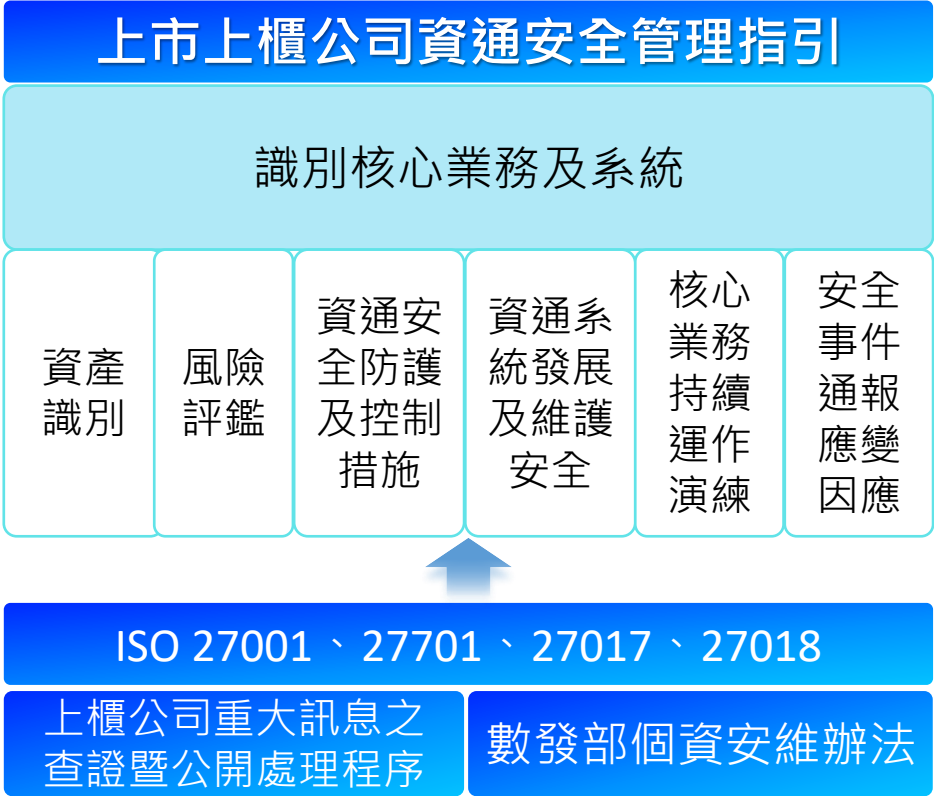 上市上櫃公司資通安全管理指引
識別核心業務及系統
資產
識別
風險
評鑑
資通安
全防護
及控制
措施
資通系
統發展
及維護
安全
核心
業務
持續
運作
演練
安全
事件
通報
應變
因應
ISO 27001、27701、27017、27018
上櫃公司重大訊息之
查證暨公開處理程序
數發部個資安維辦法